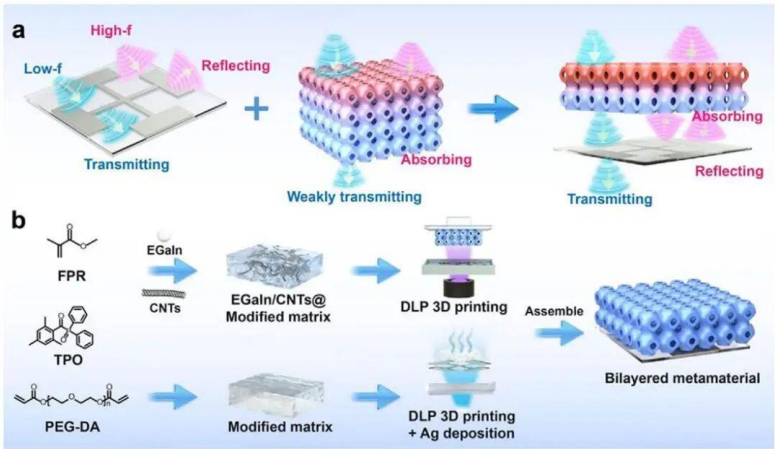 a
High-f
Low-f
Reflecting
Transmitting
+
Absorbing
Weakly transmitting
Absorbing
Reflecting
Transmitting
b
O
O
FPR
EGaIn
CNTs
EGaIn/CNTs@
Modified matrix
DLP 3D printing
Assemble
O
O
P
TPO
Bilayered metamaterial
O
O
O
O
O
n
PEG-DA
Modified matrix
DLP 3D printing
+ Ag deposition